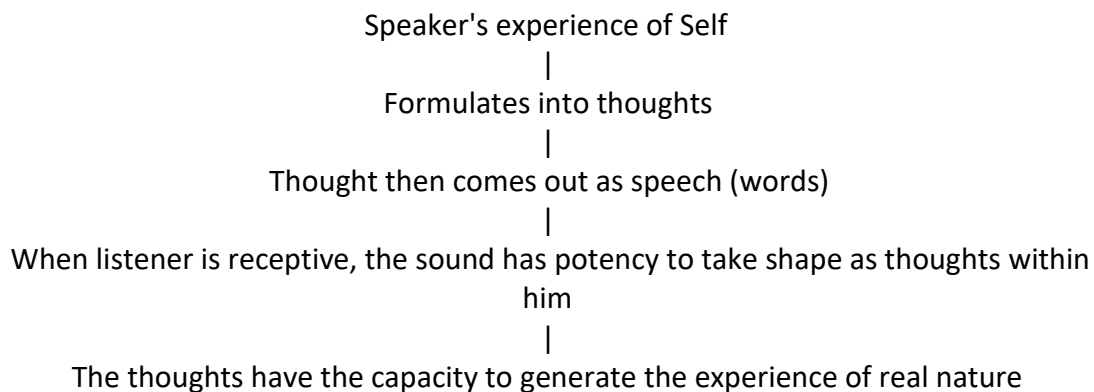 Speaker's experience of Self
|
Formulates into thoughts
|
Thought then comes out as speech (words)
|
When listener is receptive, the sound has potency to take shape as thoughts within
him
|
The thoughts have the capacity to generate the experience of real nature